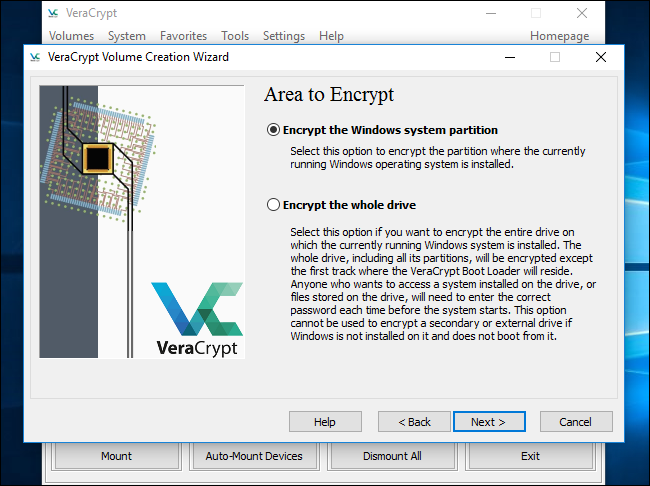 VeraCrypt
Volumes System Favorites Tools Settings Help Homepage
VeraCrypt Volume Creation Wizard
Area to Encrypt
Encrypt the Windows system partition
Select this option to encrypt the partition where the currently
running Windows operating system is installed.
Encrypt the whole drive
Select this option if you want to encrypt the entire drive on
which the currently running Windows system is installed. The
whole drive, including all its partitions, will be encrypted except
the first track where the VeraCrypt Boot Loader will reside.
Anyone who wants to access a system installed on the drive, or
files stored on the drive, will need to enter the correct
password each time before the system starts. This option
cannot be used to encrypt a secondary or external drive if
Windows is not installed on it and does not boot from it.
VeraCrypt
Help < Back Next > Cancel
Mount Auto-Mount Devices Dismount All Exit